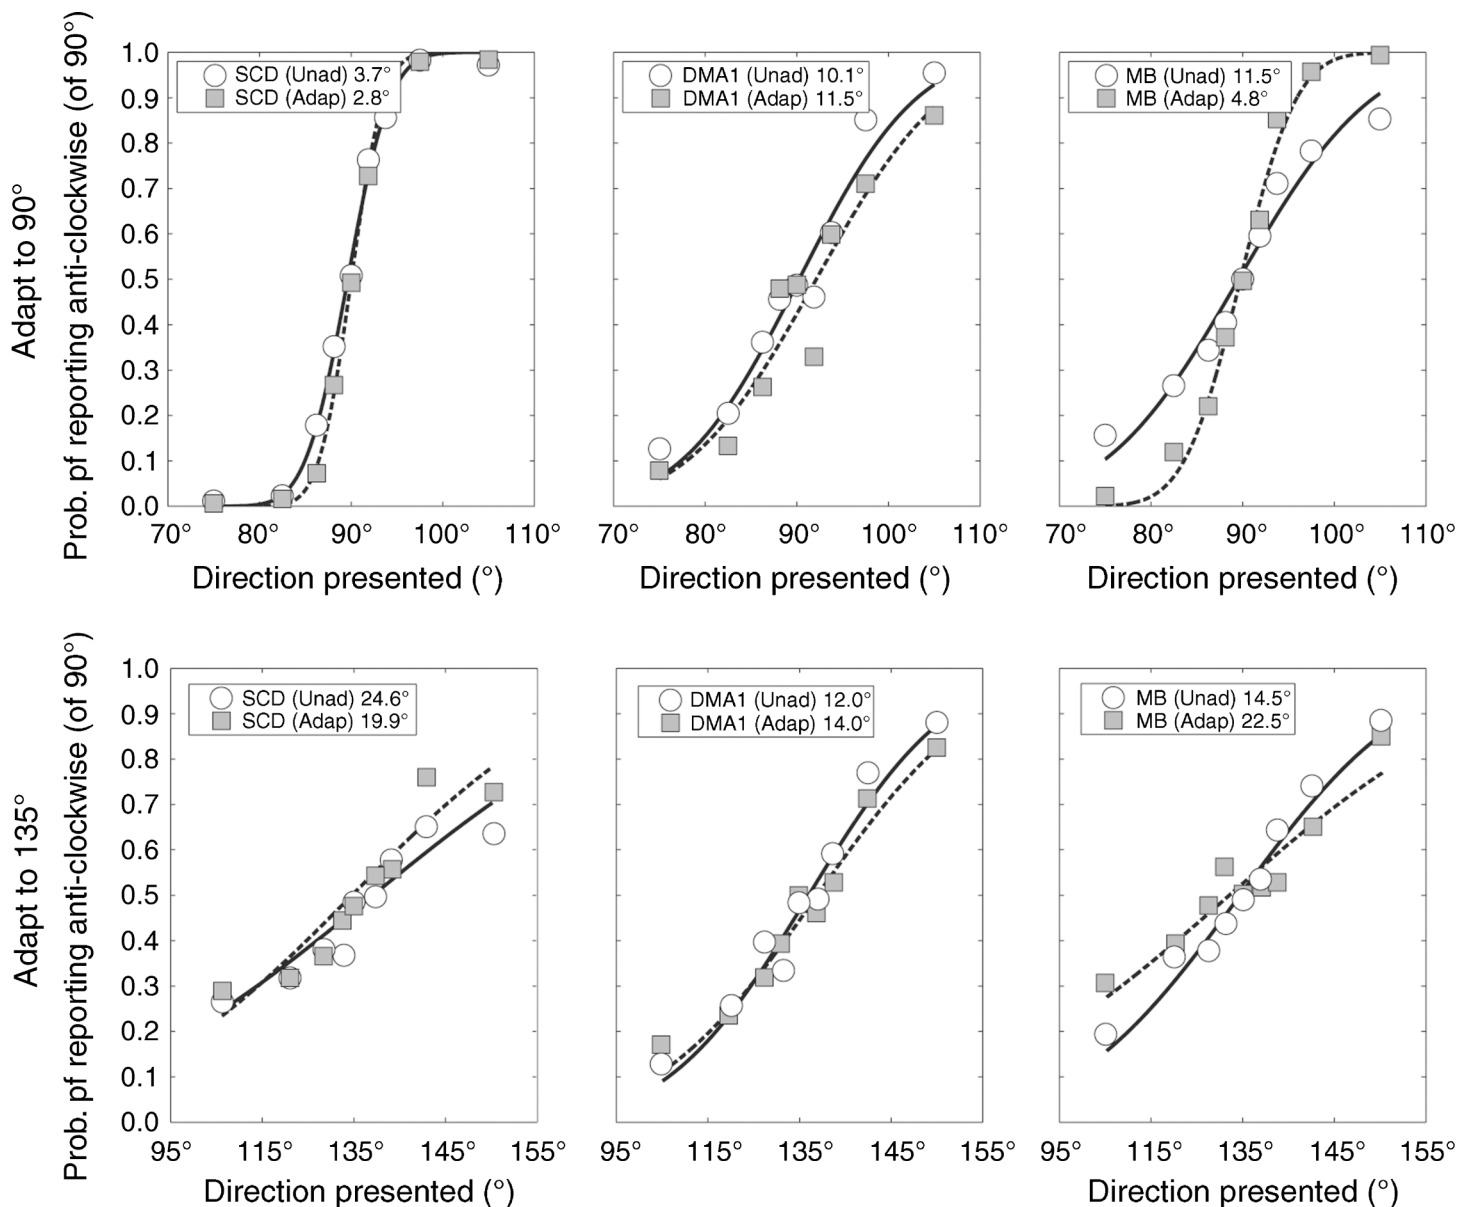 Adapt to 90°
Prob. pf reporting anti-clockwise (of 90°)
1.0
0.9
0.8
0.7
0.6
0.5
0.4
0.3
0.2
0.1
0.0
SCD (Unad) 3.7°
SCD (Adap) 2.8°
70° 80° 90° 100° 110°
Direction presented (°)
DMA1 (Unad) 10.1°
DMA1 (Adap) 11.5°
70° 80° 90° 100° 110°
Direction presented (°)
MB (Unad) 11.5°
MB (Adap) 4.8°
70° 80° 90° 100° 110°
Direction presented (°)
Adapt to 135°
Prob. pf reporting anti-clockwise (of 90°)
1.0
0.9
0.8
0.7
0.6
0.5
0.4
0.3
0.2
0.1
0.0
SCD (Unad) 24.6°
SCD (Adap) 19.9°
95° 115° 135° 145° 155°
Direction presented (°)
DMA1 (Unad) 12.0°
DMA1 (Adap) 14.0°
95° 115° 135° 145° 155°
Direction presented (°)
MB (Unad) 14.5°
MB (Adap) 22.5°
95° 115° 135° 145° 155°
Direction presented (°)